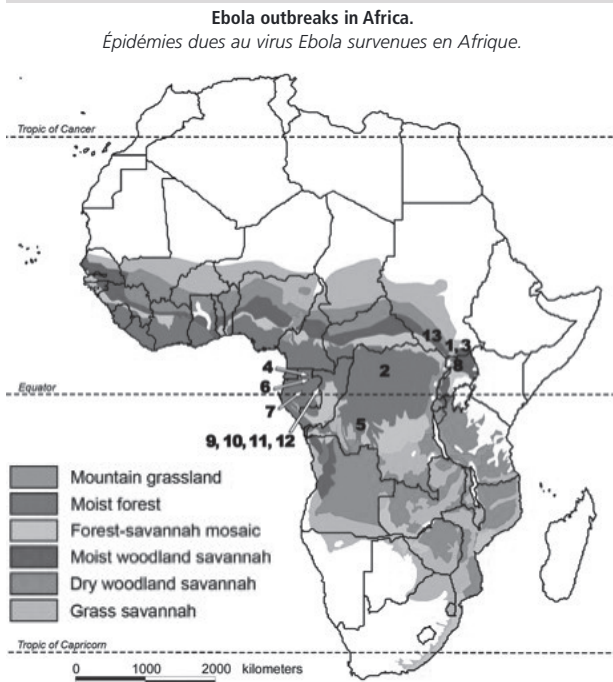 Ebola outbreaks in Africa.
Épidémies dues au virus Ebola survenues en Afrique.
Tropic of Cancer
13
1, 3
8
2
4
6
7
Equator
5
9, 10, 11, 12
Mountain grassland
Moist forest
Forest-savannah mosaic
Moist woodland savannah
Dry woodland savannah
Grass savannah
Tropic of Capricorn
0 1000 2000 kilometers